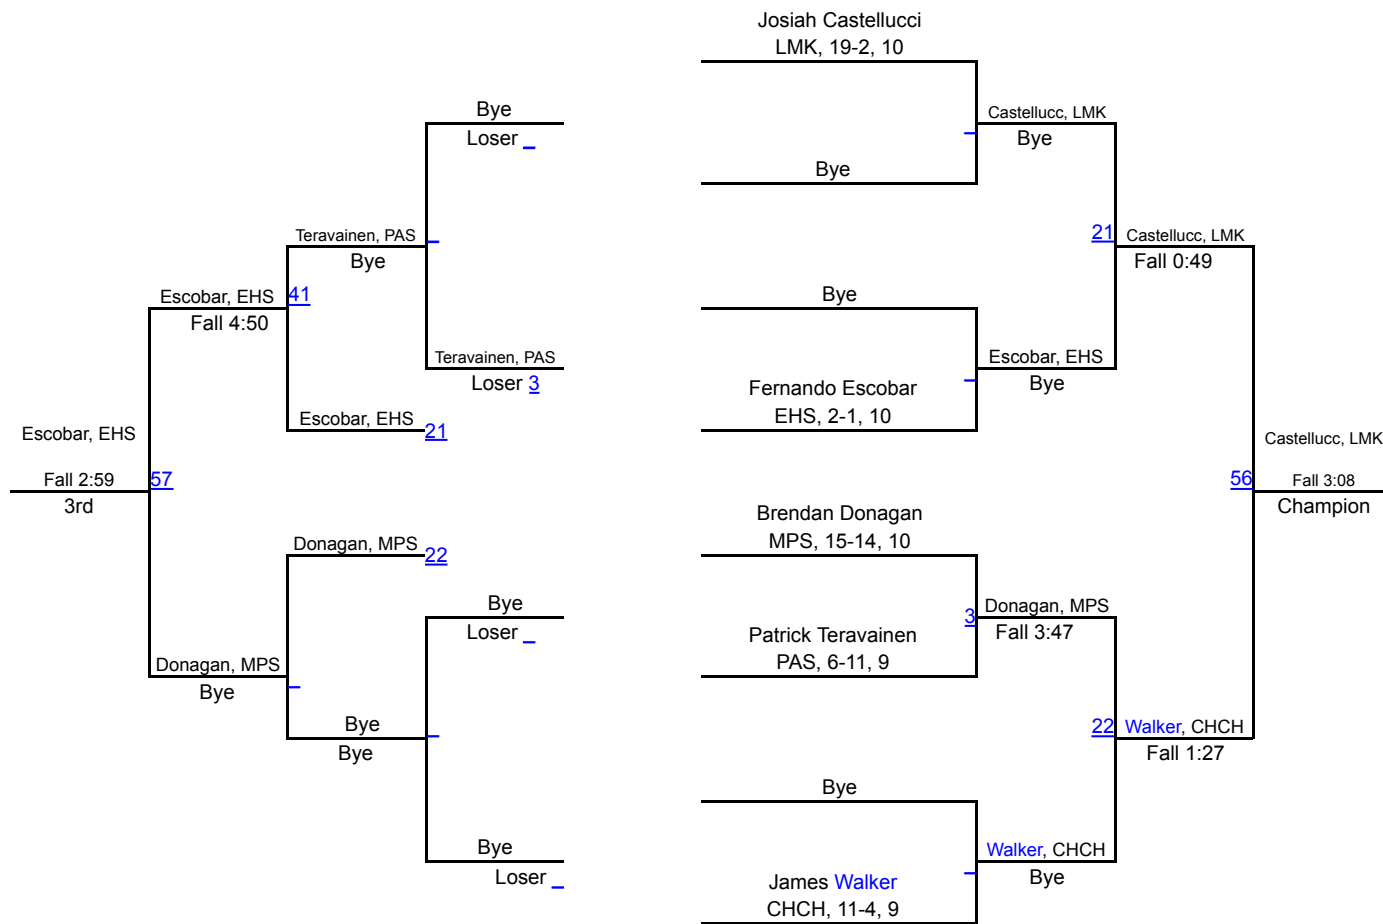 Josiah Castellucci
LMK, 19-2, 10
Bye
Loser _
Castellucc, LMK
Bye
Bye
Teravainen, PAS
Bye
21
Castellucc, LMK
Fall 0:49
Escobar, EHS
41
Fall 4:50
Bye
Teravainen, PAS
Loser 3
Escobar, EHS
Bye
Fernando Escobar
EHS, 2-1, 10
Escobar, EHS
21
Escobar, EHS
Fall 2:59
57
3rd
Castellucc, LMK
56
Fall 3:08
Champion
Brendan Donagan
MPS, 15-14, 10
Donagan, MPS
22
Bye
Loser _
3
Donagan, MPS
Fall 3:47
Patrick Teravainen
PAS, 6-11, 9
Donagan, MPS
Bye
Bye
Bye
22
Walker, CHCH
Fall 1:27
Bye
Bye
Loser _
Walker, CHCH
Bye
James Walker
CHCH, 11-4, 9